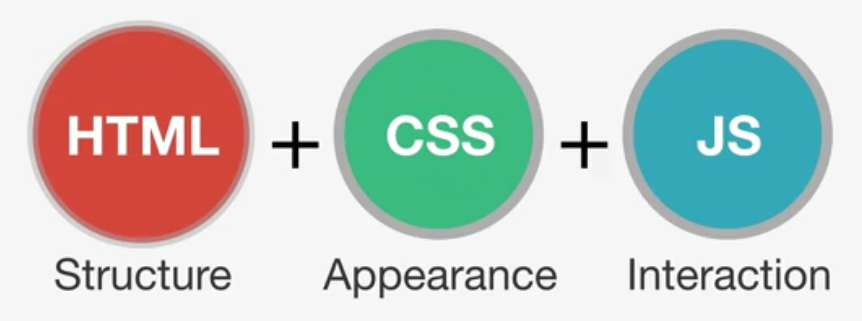 HTML + CSS + JS
Structure Appearance Interaction